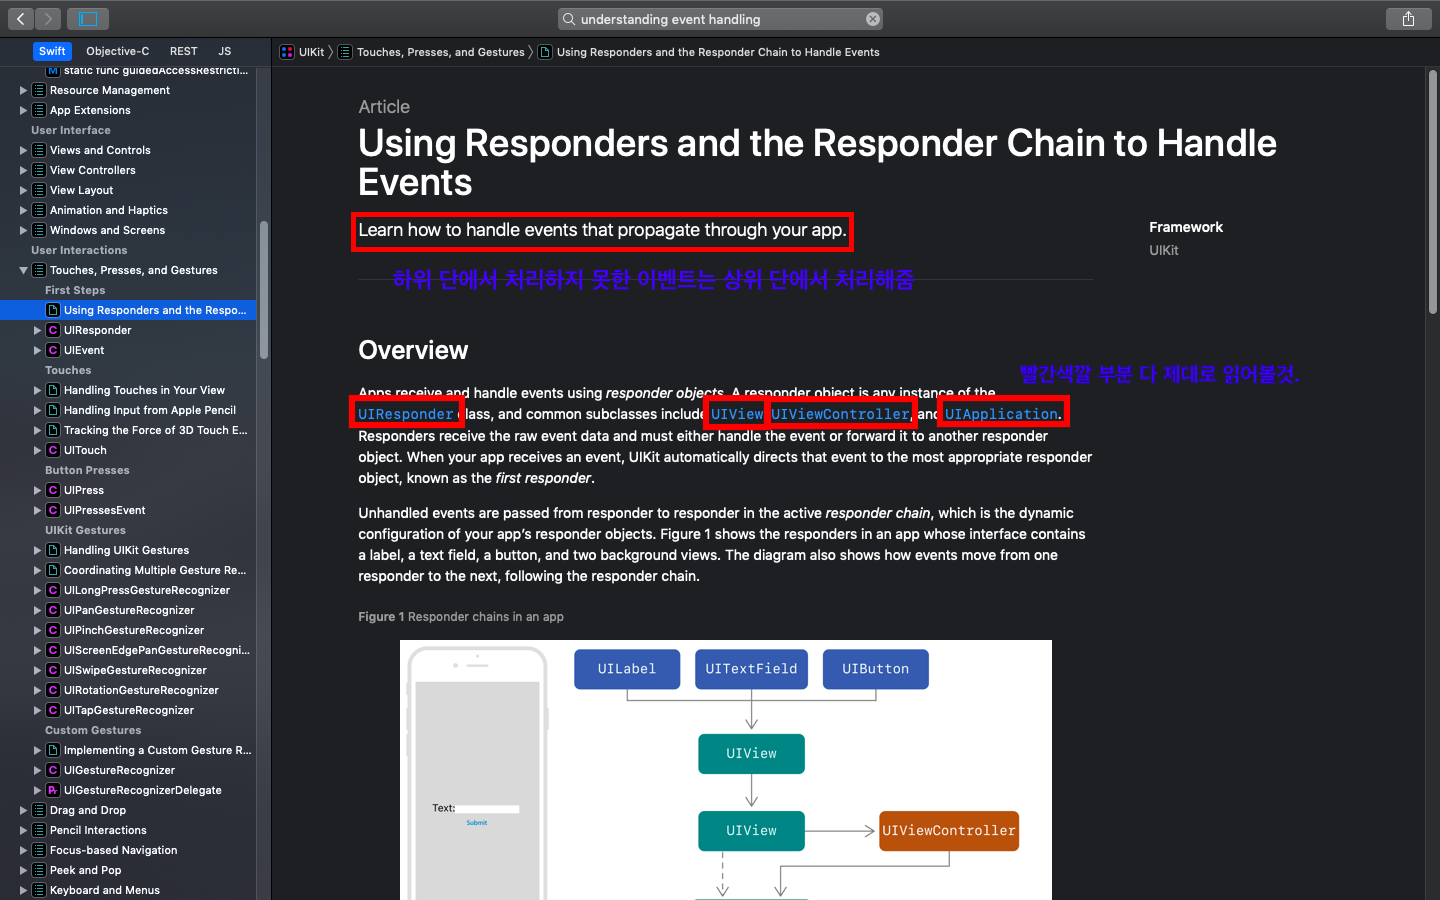 understanding event handling
Swift
Objective-C
REST
JS
UIKit
Touches, Presses, and Gestures
Using Responders and the Responder Chain to Handle Events
static func guidedAccessRestricti...
Resource Management
App Extensions
User Interface
Views and Controls
View Controllers
View Layout
Animation and Haptics
Windows and Screens
User Interactions
Touches, Presses, and Gestures
First Steps
Using Responders and the Respo...
UIResponder
UIEvent
Touches
Handling Touches in Your View
Handling Input from Apple Pencil
Tracking the Force of 3D Touch E...
UITouch
Button Presses
UIPress
UIPressesEvent
UIKit Gestures
Handling UIKit Gestures
Coordinating Multiple Gesture Re...
UILongPressGestureRecognizer
UIPanGestureRecognizer
UIPinchGestureRecognizer
UIScreenEdgePanGestureRecogni...
UISwipeGestureRecognizer
UIRotationGestureRecognizer
UITapGestureRecognizer
Custom Gestures
Implementing a Custom Gesture R...
UIGestureRecognizer
UIGestureRecognizerDelegate
Drag and Drop
Pencil Interactions
Focus-based Navigation
Peek and Pop
Keyboard and Menus
Article
Using Responders and the Responder Chain to Handle
Events
Learn how to handle events that propagate through your app.
Framework
UIKit
하위 단에서 처리하지 못한 이벤트는 상위 단에서 처리해줌
Overview
빨간색깔 부분 다 제대로 읽어볼것.
Apps receive and handle events using responder objects. A responder object is any instance of the
UIResponder class, and common subclasses include UIView UIViewController, and UIApplication.
Responders receive the raw event data and must either handle the event or forward it to another responder
object. When your app receives an event, UIKit automatically directs that event to the most appropriate responder
object, known as the first responder.
Unhandled events are passed from responder to responder in the active responder chain, which is the dynamic
configuration of your app's responder objects. Figure 1 shows the responders in an app whose interface contains
a label, a text field, a button, and two background views. The diagram also shows how events move from one
responder to the next, following the responder chain.
Figure 1 Responder chains in an app
UILabel
UITextField
UIButton
UIView
Text:
Submit
UIView
UIViewController